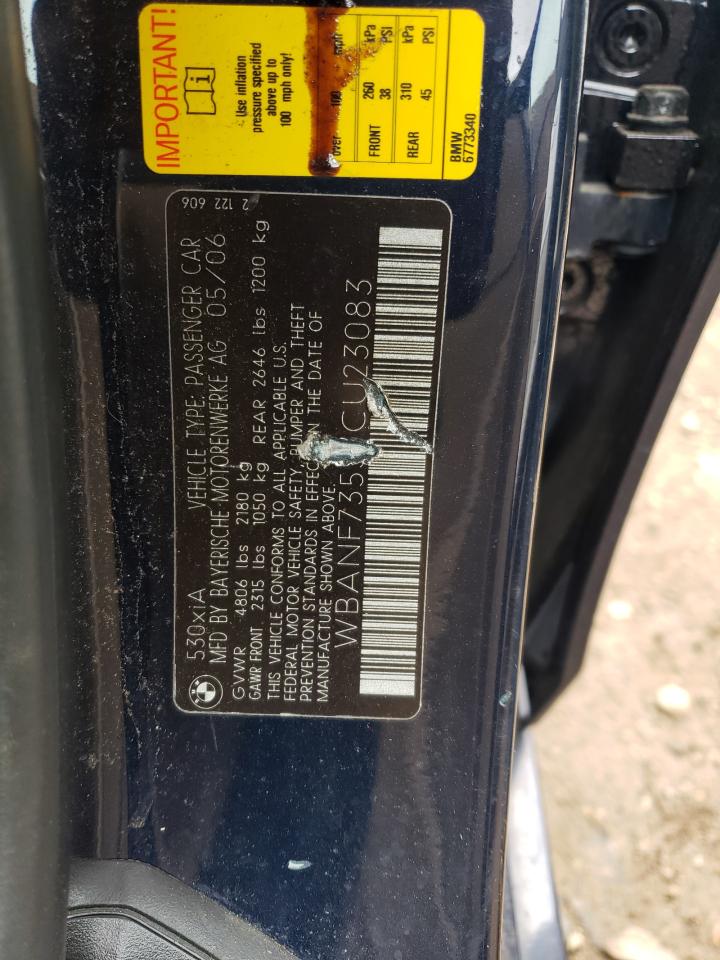 IMPORTANT!
Use inflation
pressure specified
above up to
100 mph only!
over 100 mph
kPa PSI kPa PSI
FRONT 260 38
REAR 310 45
BMW
6773340
2 122 606
530xiA VEHICLE TYPE: PASSENGER CAR
MFD BY BAYERISCHE MOTORENWERKE AG 05/06
GVWR 4806 lbs 2180 kg
GAWR FRONT 2315 lbs 1050 kg REAR 2646 lbs 1200 kg
THIS VEHICLE CONFORMS TO ALL APPLICABLE U.S.
FEDERAL MOTOR VEHICLE SAFETY, BUMPER AND THEFT
PREVENTION STANDARDS IN EFFECT ON THE DATE OF
MANUFACTURE SHOWN ABOVE.
BMW